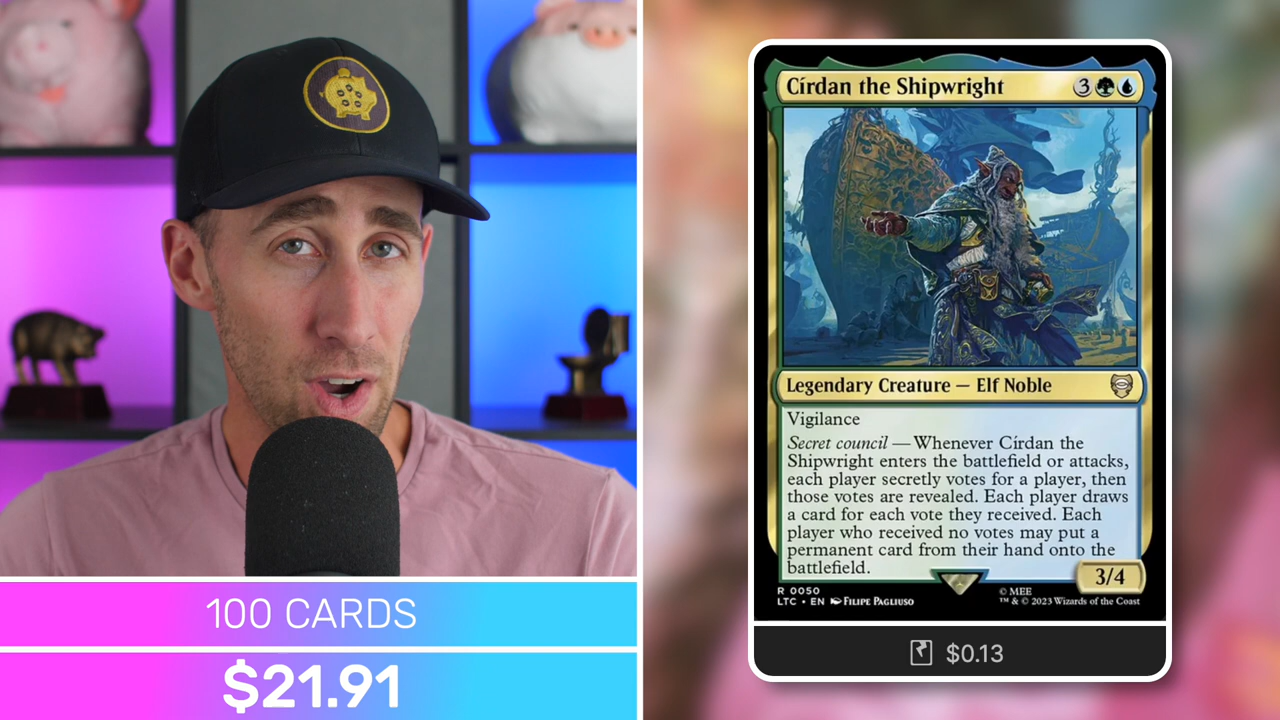 100 CARDS
$21.91
Círdan the Shipwright 3
Legendary Creature — Elf Noble
Vigilance
Secret council — Whenever Círdan the
Shipwright enters the battlefield or attacks,
each player secretly votes for a player, then
those votes are revealed. Each player draws
a card for each vote they received. Each
player who received no votes may put a
permanent card from their hand onto the
battlefield.
3/4
R 0050
LTC • EN FILIPE PAGLIUSO
© MEE
™ & © 2023 Wizards of the Coast
$0.13